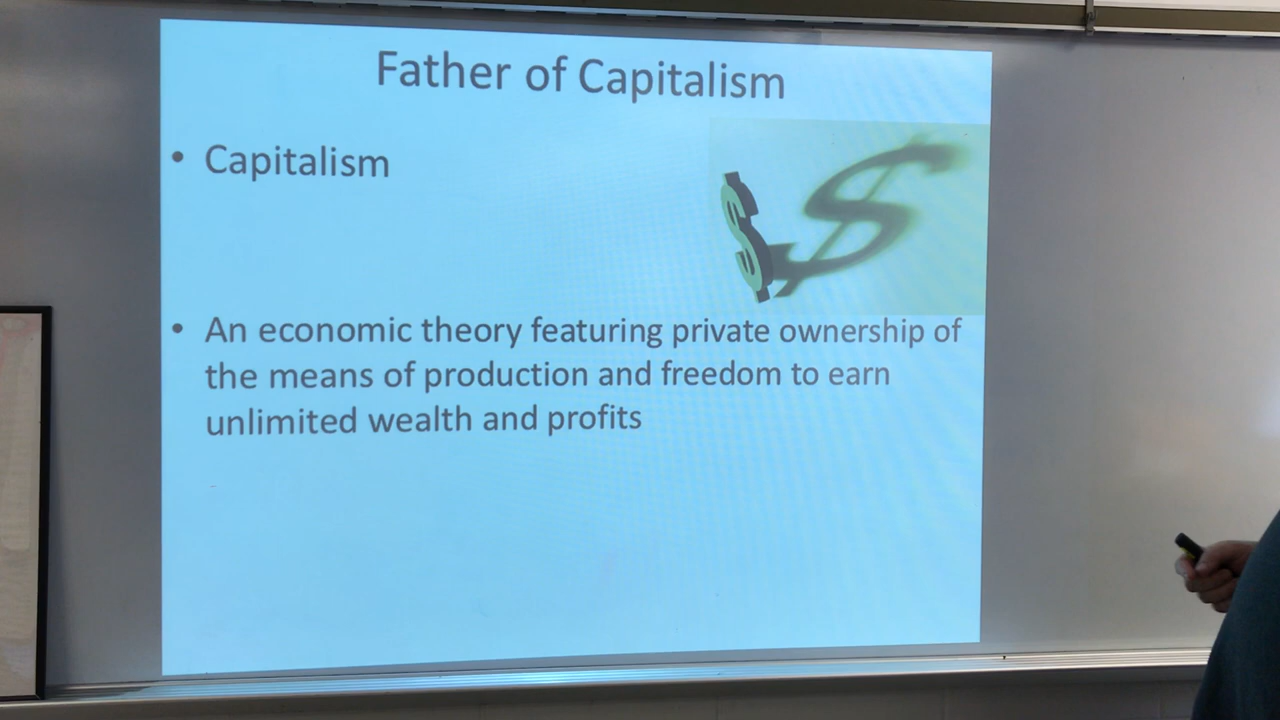 Father of Capitalism
• Capitalism
• An economic theory featuring private ownership of
the means of production and freedom to earn
unlimited wealth and profits